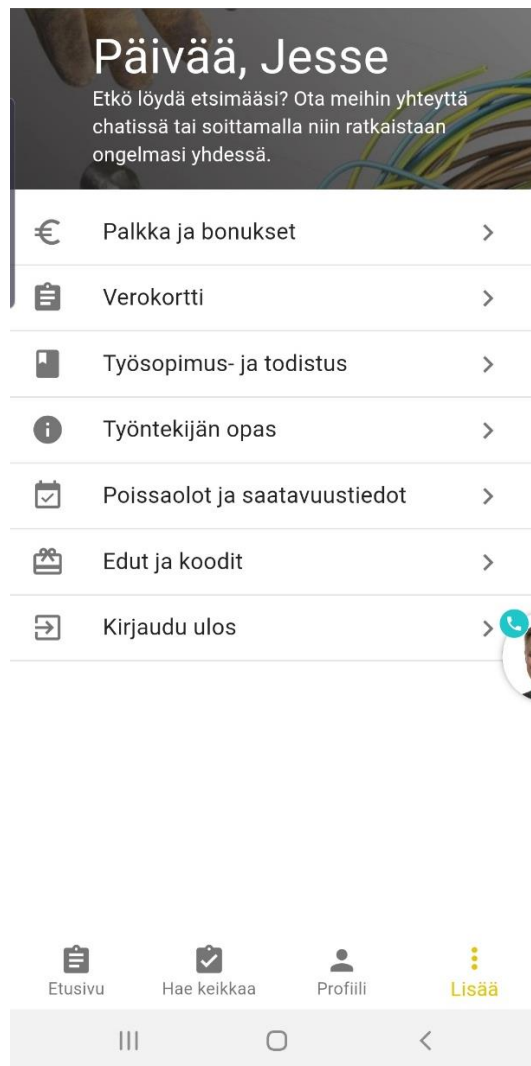 Päivää, Jesse
Etkö löydä etsimääsi? Ota meihin yhteyttä
chatissä tai soittamalla niin ratkaistaan
ongelmasi yhdessä.
Palkka ja bonukset
Verokortti
Työsopimus- ja todistus
Työntekijän opas
Poissaolot ja saatavuustiedot
Edut ja koodit
Kirjaudu ulos
Etusivu
Hae keikkaa
Profiili
Lisää